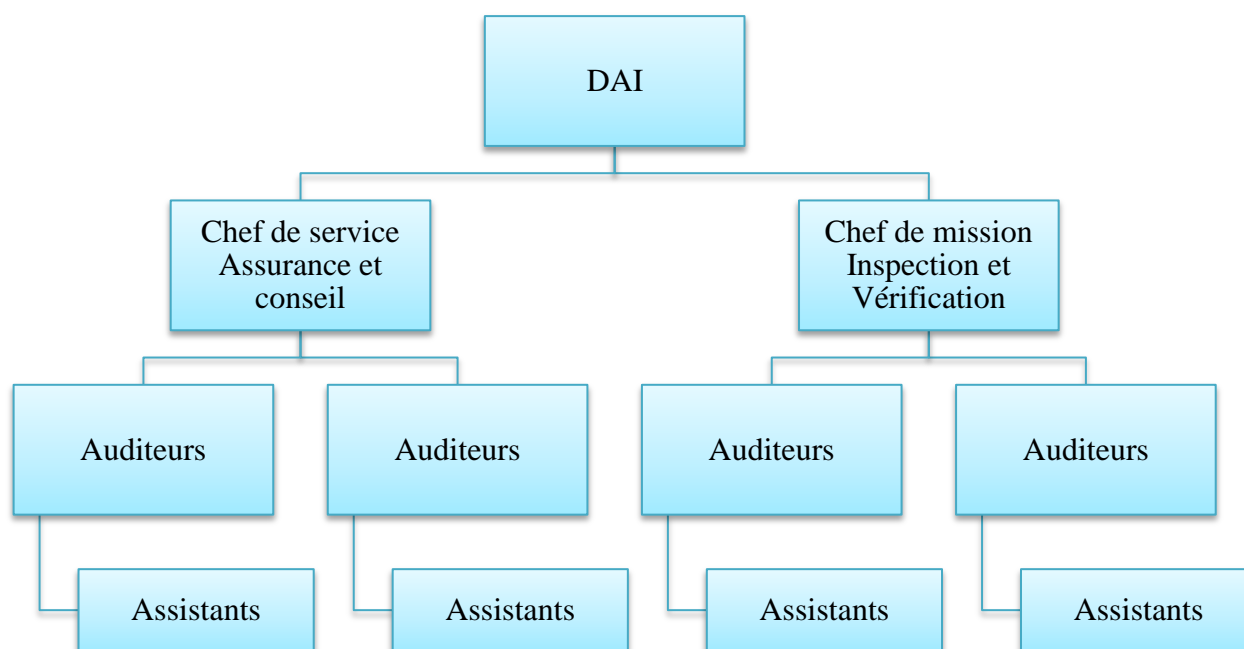 DAI
Chef de service
Assurance et
conseil
Chef de mission
Inspection et
Vérification
Auditeurs
Auditeurs
Auditeurs
Auditeurs
Assistants
Assistants
Assistants
Assistants